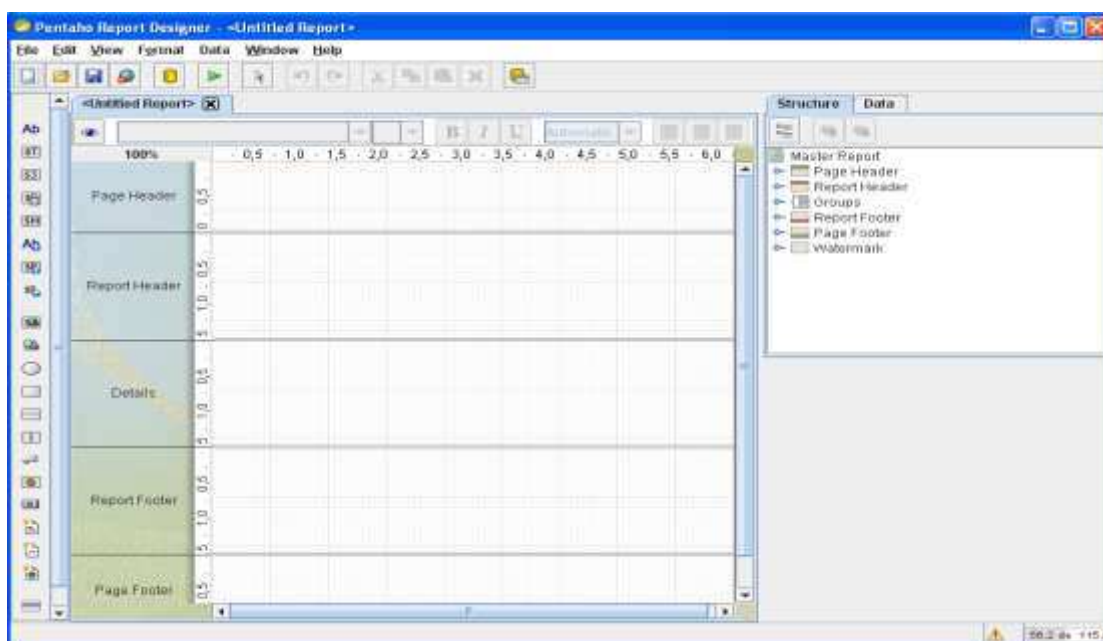 Pentaho Report Designer - <Untitled Report>
File Edit View Format Data Window Help
<Untitled Report>
Structure Data
B I U
100%
0,5 1,0 1,5 2,0 2,5 3,0 3,5 4,0 4,5 5,0 5,5 6,0
Page Header
Report Header
Details
Report Footer
Page Footer
Master Report
Page Header
Report Header
Groups
Report Footer
Page Footer
Watermark